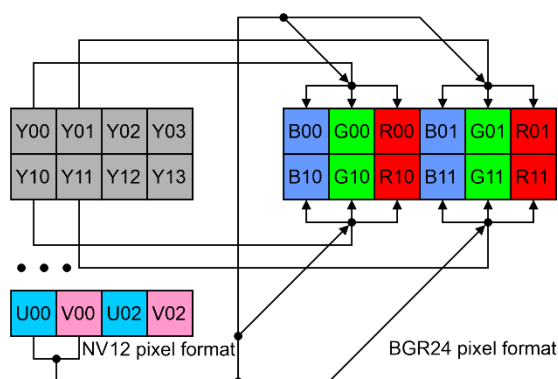 Y00 Y01 Y02 Y03 B00 G00 R00 B01 G01 R01
Y10 Y11 Y12 Y13 B10 G10 R10 B11 G11 R11
U00 V00 U02 V02
NV12 pixel format BGR24 pixel format